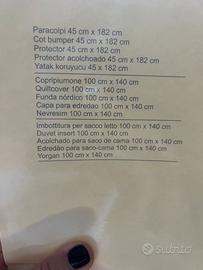 Paracolpi 45 cm x 182 cm
Cot bumper 45 cm x 182 cm
Protector 45 cm x 182 cm
Protector acolchoado 45 cm x 182 cm
Yatak koruyucu 45 x 182 cm
Copripiumone 100 cm x 140 cm
Quiltcover 100 cm x 140 cm
Funda nórdico 100 cm x 140 cm
Capa para edredao 100 cm x 140 cm
Nevresim 100 cm x 140 cm
Imbottitura per sacco letto 100 cm x 140 cm
Duvet insert 100 cm x 140 cm
Acolchado para saco de cama 100 cm x 140 cm
Edredão para saco-cama 100 cm x 140 cm
Yorgan 100 cm x 140 cm
subito